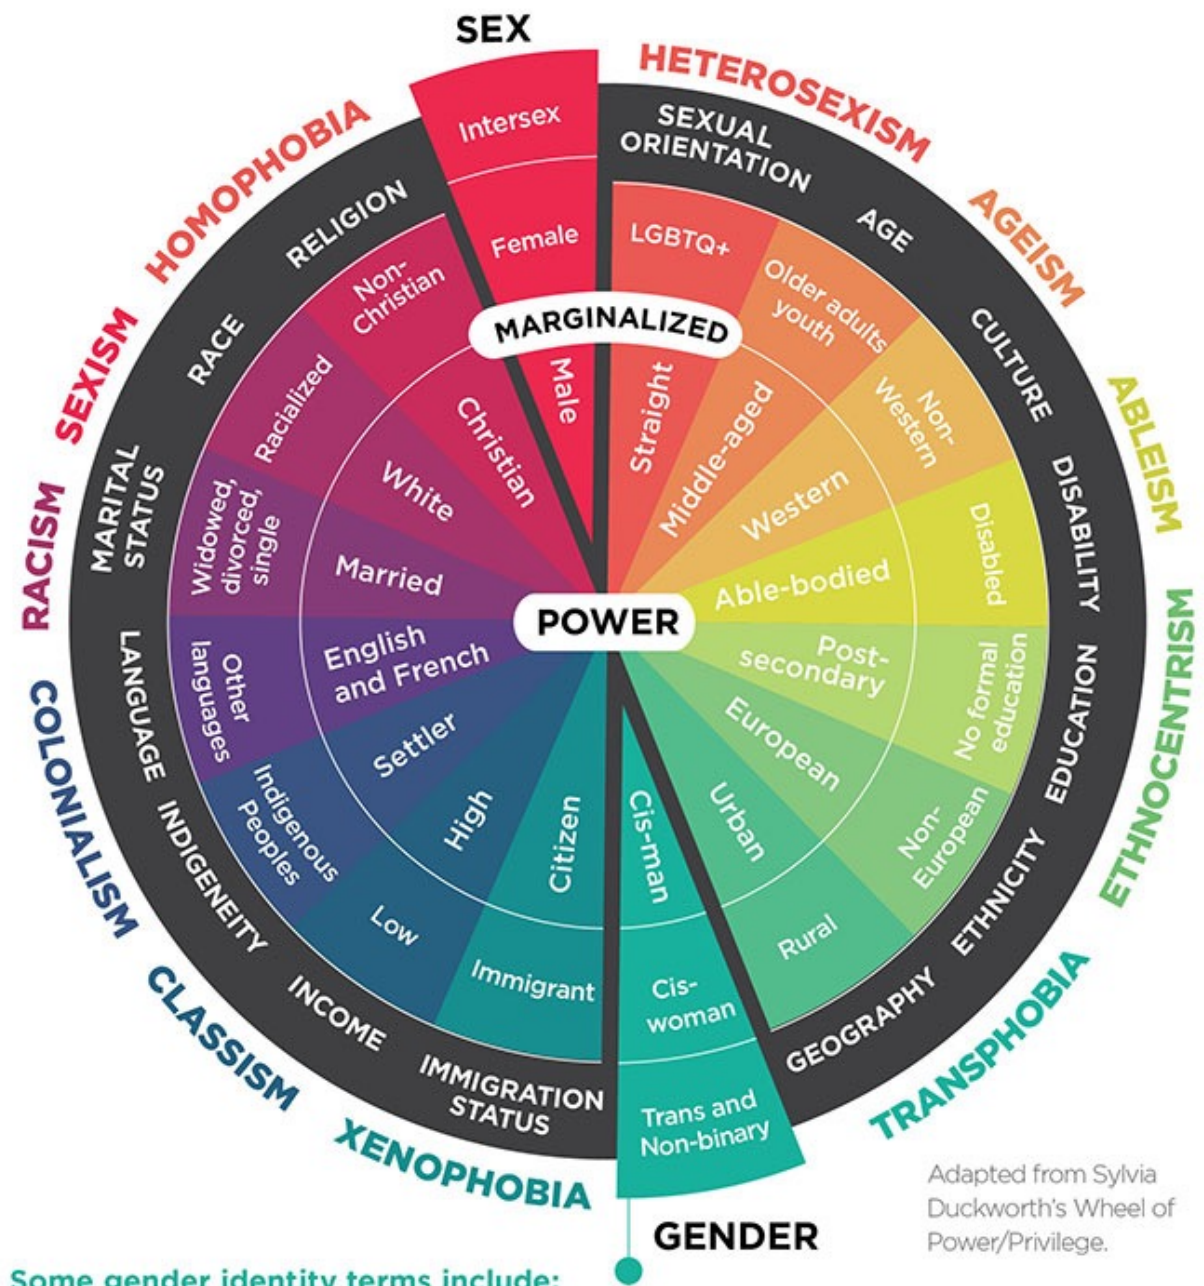 SEX
Intersex
Female
Male
HETEROSEXISM
SEXUAL
ORIENTATION
LGBTQ+
Straight
AGEISM
AGE
Older adults
youth
Middle-aged
CULTURE
Non-
Western
Western
ABLEISM
DISABILITY
Disabled
Able-bodied
EDUCATION
No formal
education
Post-
secondary
ETHNOCENTRISM
ETHNICITY
Non-
European
European
GEOGRAPHY
Rural
Urban
TRANSPHOBIA
Cis-man
Cis-
woman
Trans and
Non-binary
GENDER
XENOPHOBIA
IMMIGRATION
STATUS
Immigrant
Citizen
CLASSISM
INCOME
Low
High
COLONIALISM
INDIGENEITY
Indigenous
Peoples
Settler
LANGUAGE
Other
languages
English
and French
RACISM
MARITAL
STATUS
Widowed,
divorced,
single
Married
SEXISM
RACE
Racialized
White
HOMOPHOBIA
RELIGION
Non-
Christian
Christian
MARGINALIZED
POWER
Adapted from Sylvia
Duckworth's Wheel of
Power/Privilege.
Some gender identity terms include: